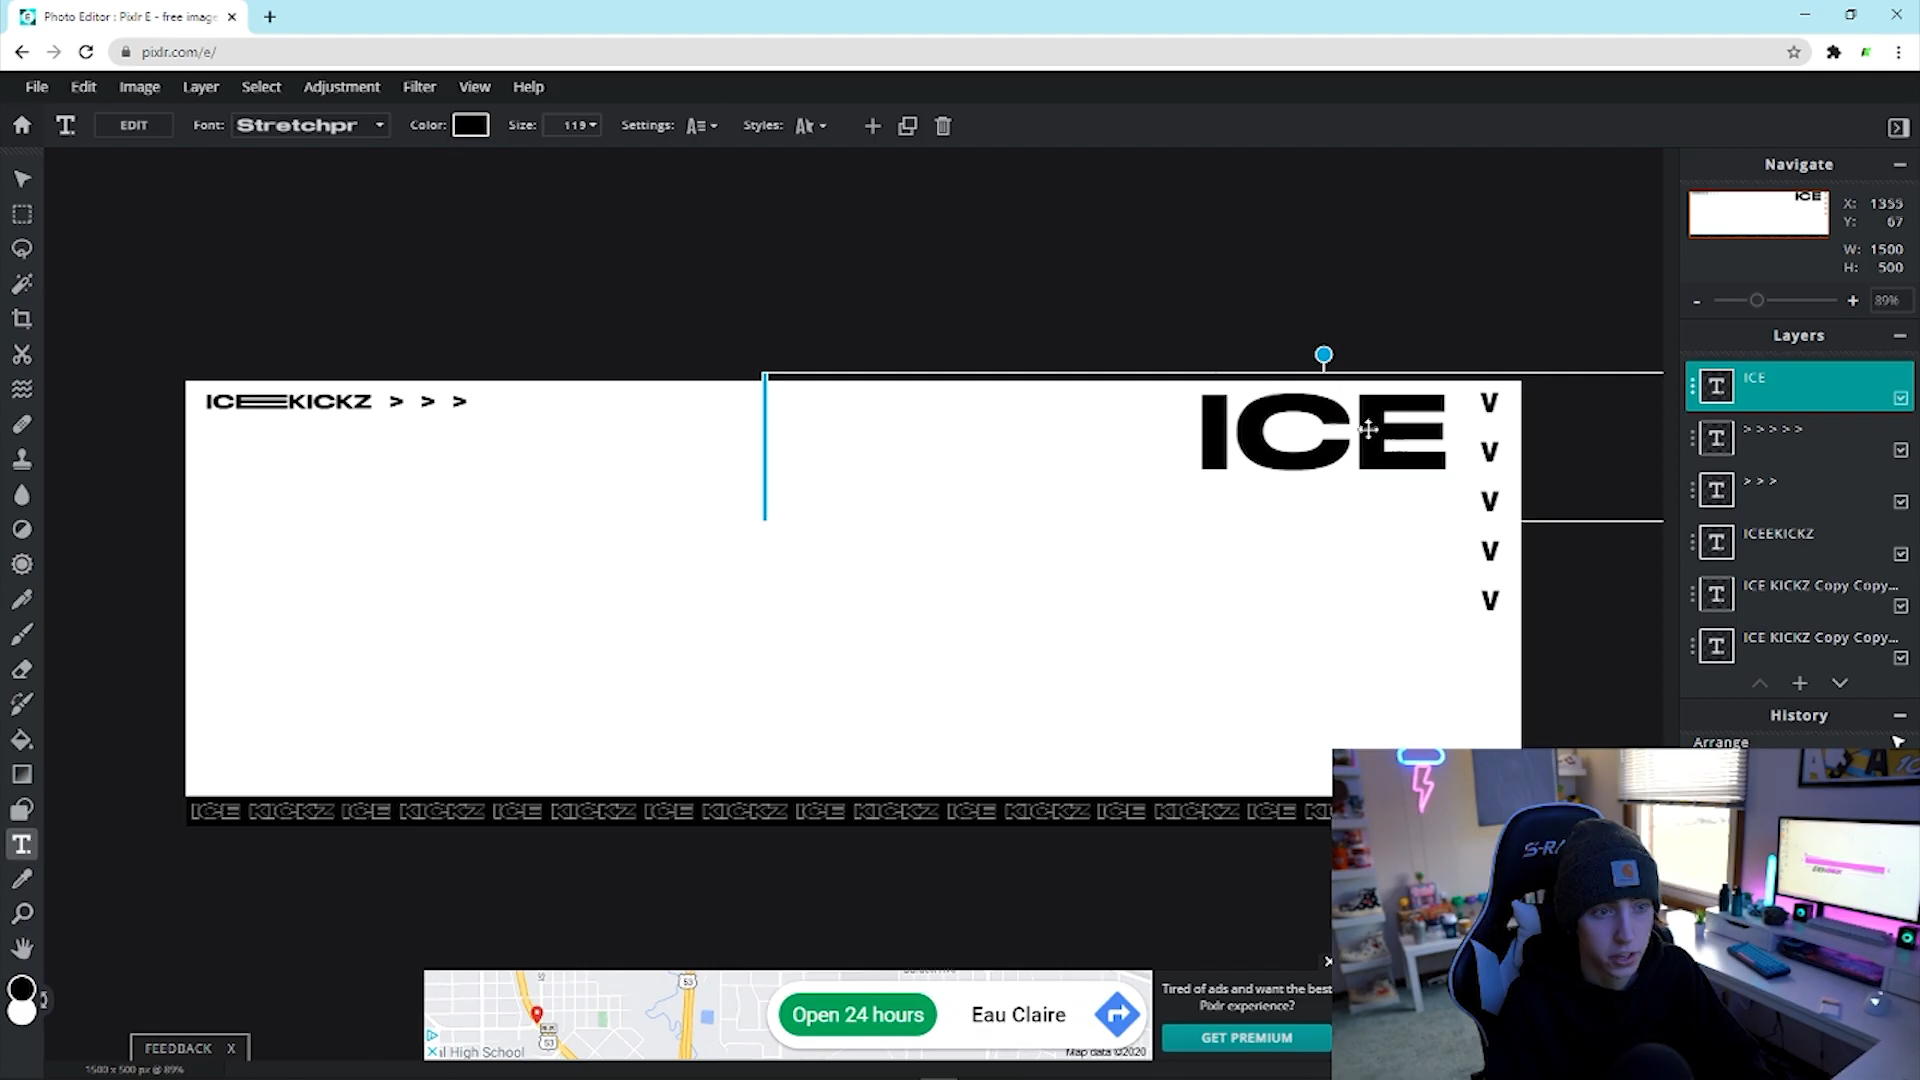 Photo Editor : Pixlr E - free image
pixlr.com/e/
File Edit Image Layer Select Adjustment Filter View Help
EDIT Font: Stretchpr Color: Size: 119 Settings: Styles:
Navigate
ICE
X: 1355
Y: 67
W: 1500
H: 500
- + 89%
Layers
ICE
> > > > >
> > >
ICEEKICKZ
ICE KICKZ Copy Copy...
ICE KICKZ Copy Copy...
History
Arrange
ICEEKICKZ > > >
ICE
V
V
V
V
V
ICE KICKZ ICE KICKZ ICE KICKZ ICE KICKZ ICE KICKZ ICE KICKZ ICE KICKZ ICE
53
53
Open 24 hours Eau Claire
il High School
Map data ©2020
Tired of ads and want the best
Pixlr experience?
GET PREMIUM
FEEDBACK X
1500 x 500 px @ 89%